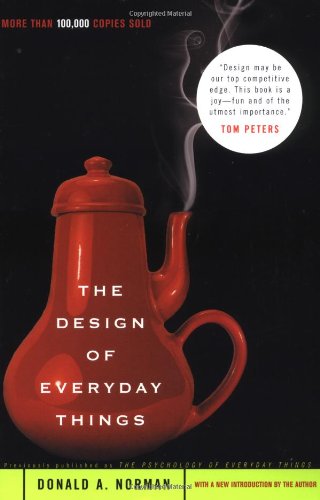 MORE THAN 100,000 COPIES SOLD
"Design may be
our top competitive
edge. This book is a
joy—fun and of the
utmost importance."
TOM PETERS
THE
DESIGN
OF
EVERYDAY
THINGS
Previously published as THE PSYCHOLOGY OF EVERYDAY THINGS
DONALD A. NORMAN
WITH A NEW INTRODUCTION BY THE AUTHOR